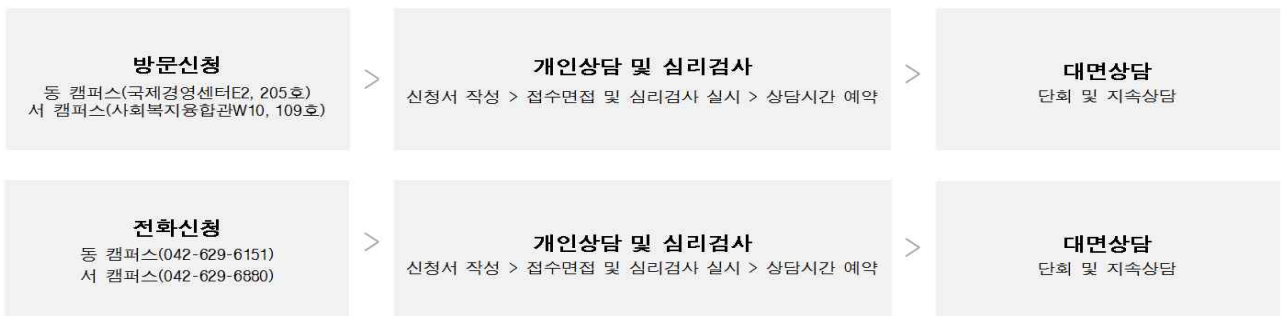 방문신청
동 캠퍼스(국제경영센터E2, 205호)
서 캠퍼스(사회복지융합관W10, 109호)
>
개인상담 및 심리검사
신청서 작성 > 접수면접 및 심리검사 실시 > 상담시간 예약
>
대면상담
단회 및 지속상담
전화신청
동 캠퍼스(042-629-6151)
서 캠퍼스(042-629-6880)
>
개인상담 및 심리검사
신청서 작성 > 접수면접 및 심리검사 실시 > 상담시간 예약
>
대면상담
단회 및 지속상담